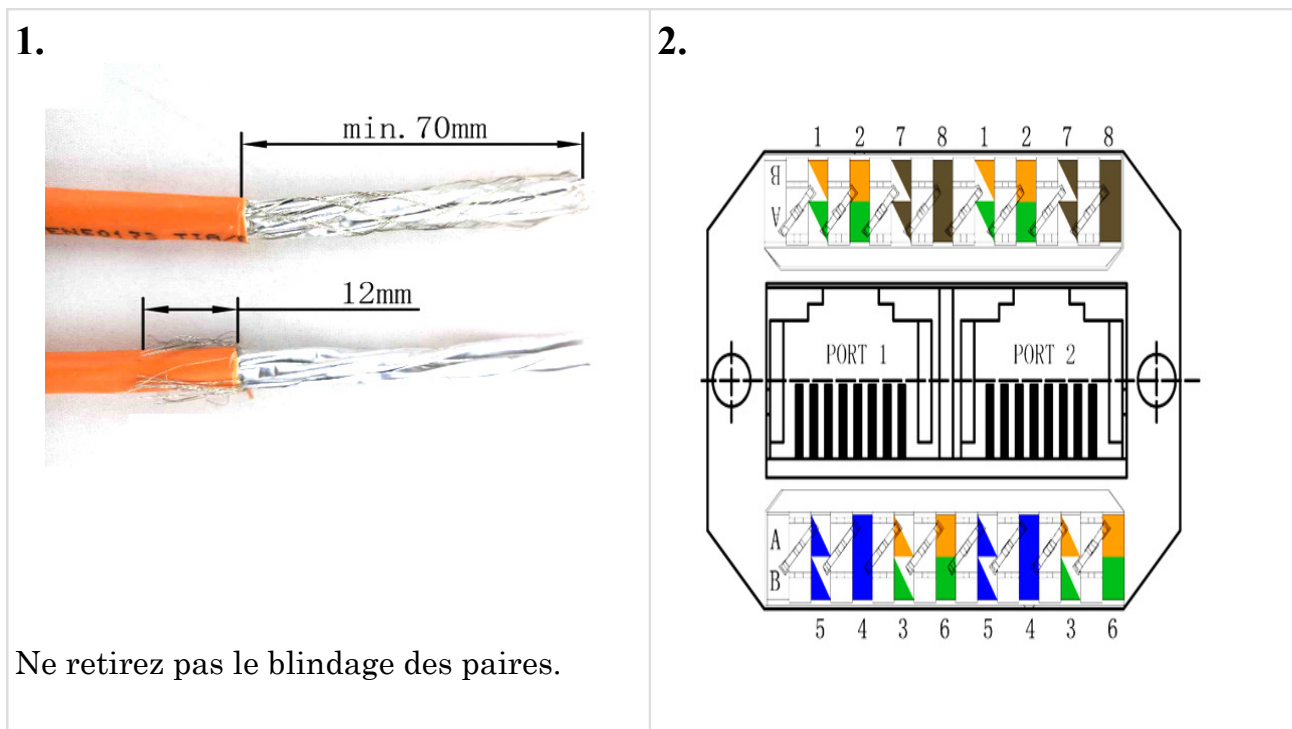 1.
min. 70mm
12mm
Ne retirez pas le blindage des paires.
2.
1 2 7 8 1 2 7 8
B
A
PORT 1 PORT 2
A
B
5 4 3 6 5 4 3 6